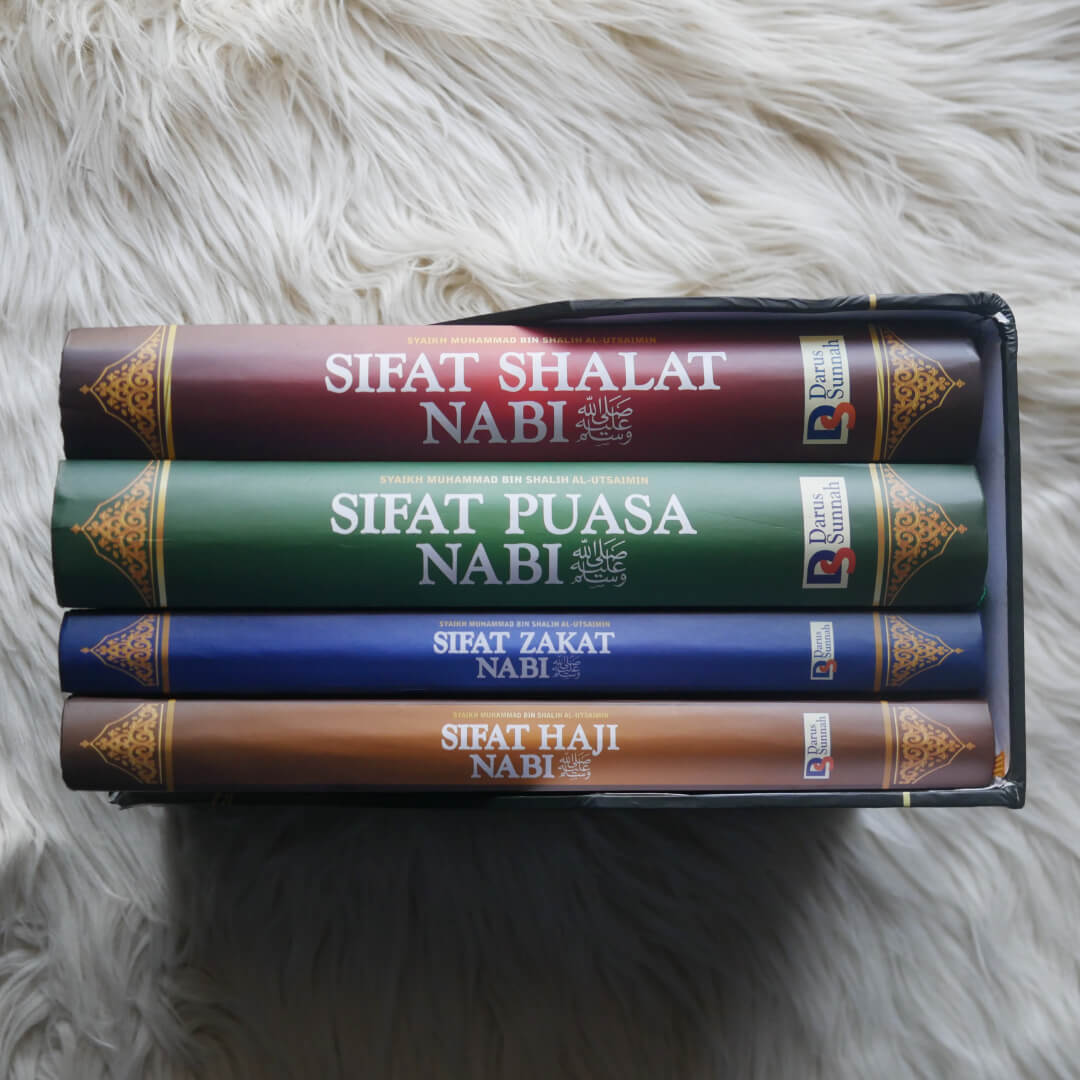 SYAIKH MUHAMMAD BIN SHALIH AL-UTSAIMIN
SIFAT SHALAT
NABI صلى الله عليه وسلم
Darus
Sunnah
SYAIKH MUHAMMAD BIN SHALIH AL-UTSAIMIN
SIFAT PUASA
NABI صلى الله عليه وسلم
Darus
Sunnah
SYAIKH MUHAMMAD BIN SHALIH AL-UTSAIMIN
SIFAT ZAKAT
NABI صلى الله عليه وسلم
Darus
Sunnah
SYAIKH MUHAMMAD BIN SHALIH AL-UTSAIMIN
SIFAT HAJI
NABI صلى الله عليه وسلم
Darus
Sunnah